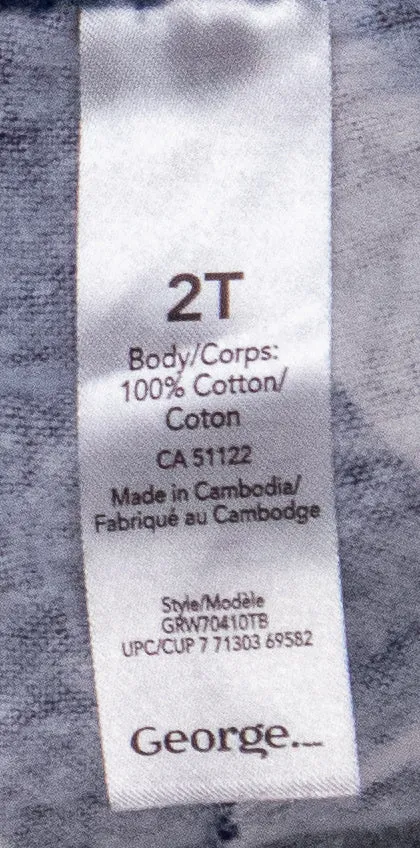 2T
Body/Corps:
100% Cotton/
Coton
CA 51122
Made in Cambodia/
Fabriqué au Cambodge
Style/Modèle
GRW70410TB
UPC/CUP 7 71303 69582
George.